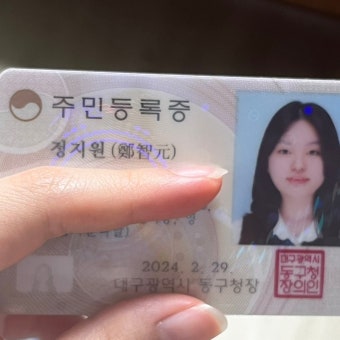 주민등록증
정지원(鄭智元)
2024. 2. 29.
대구광역시 동구청장
대구광역시
동구청
장의인